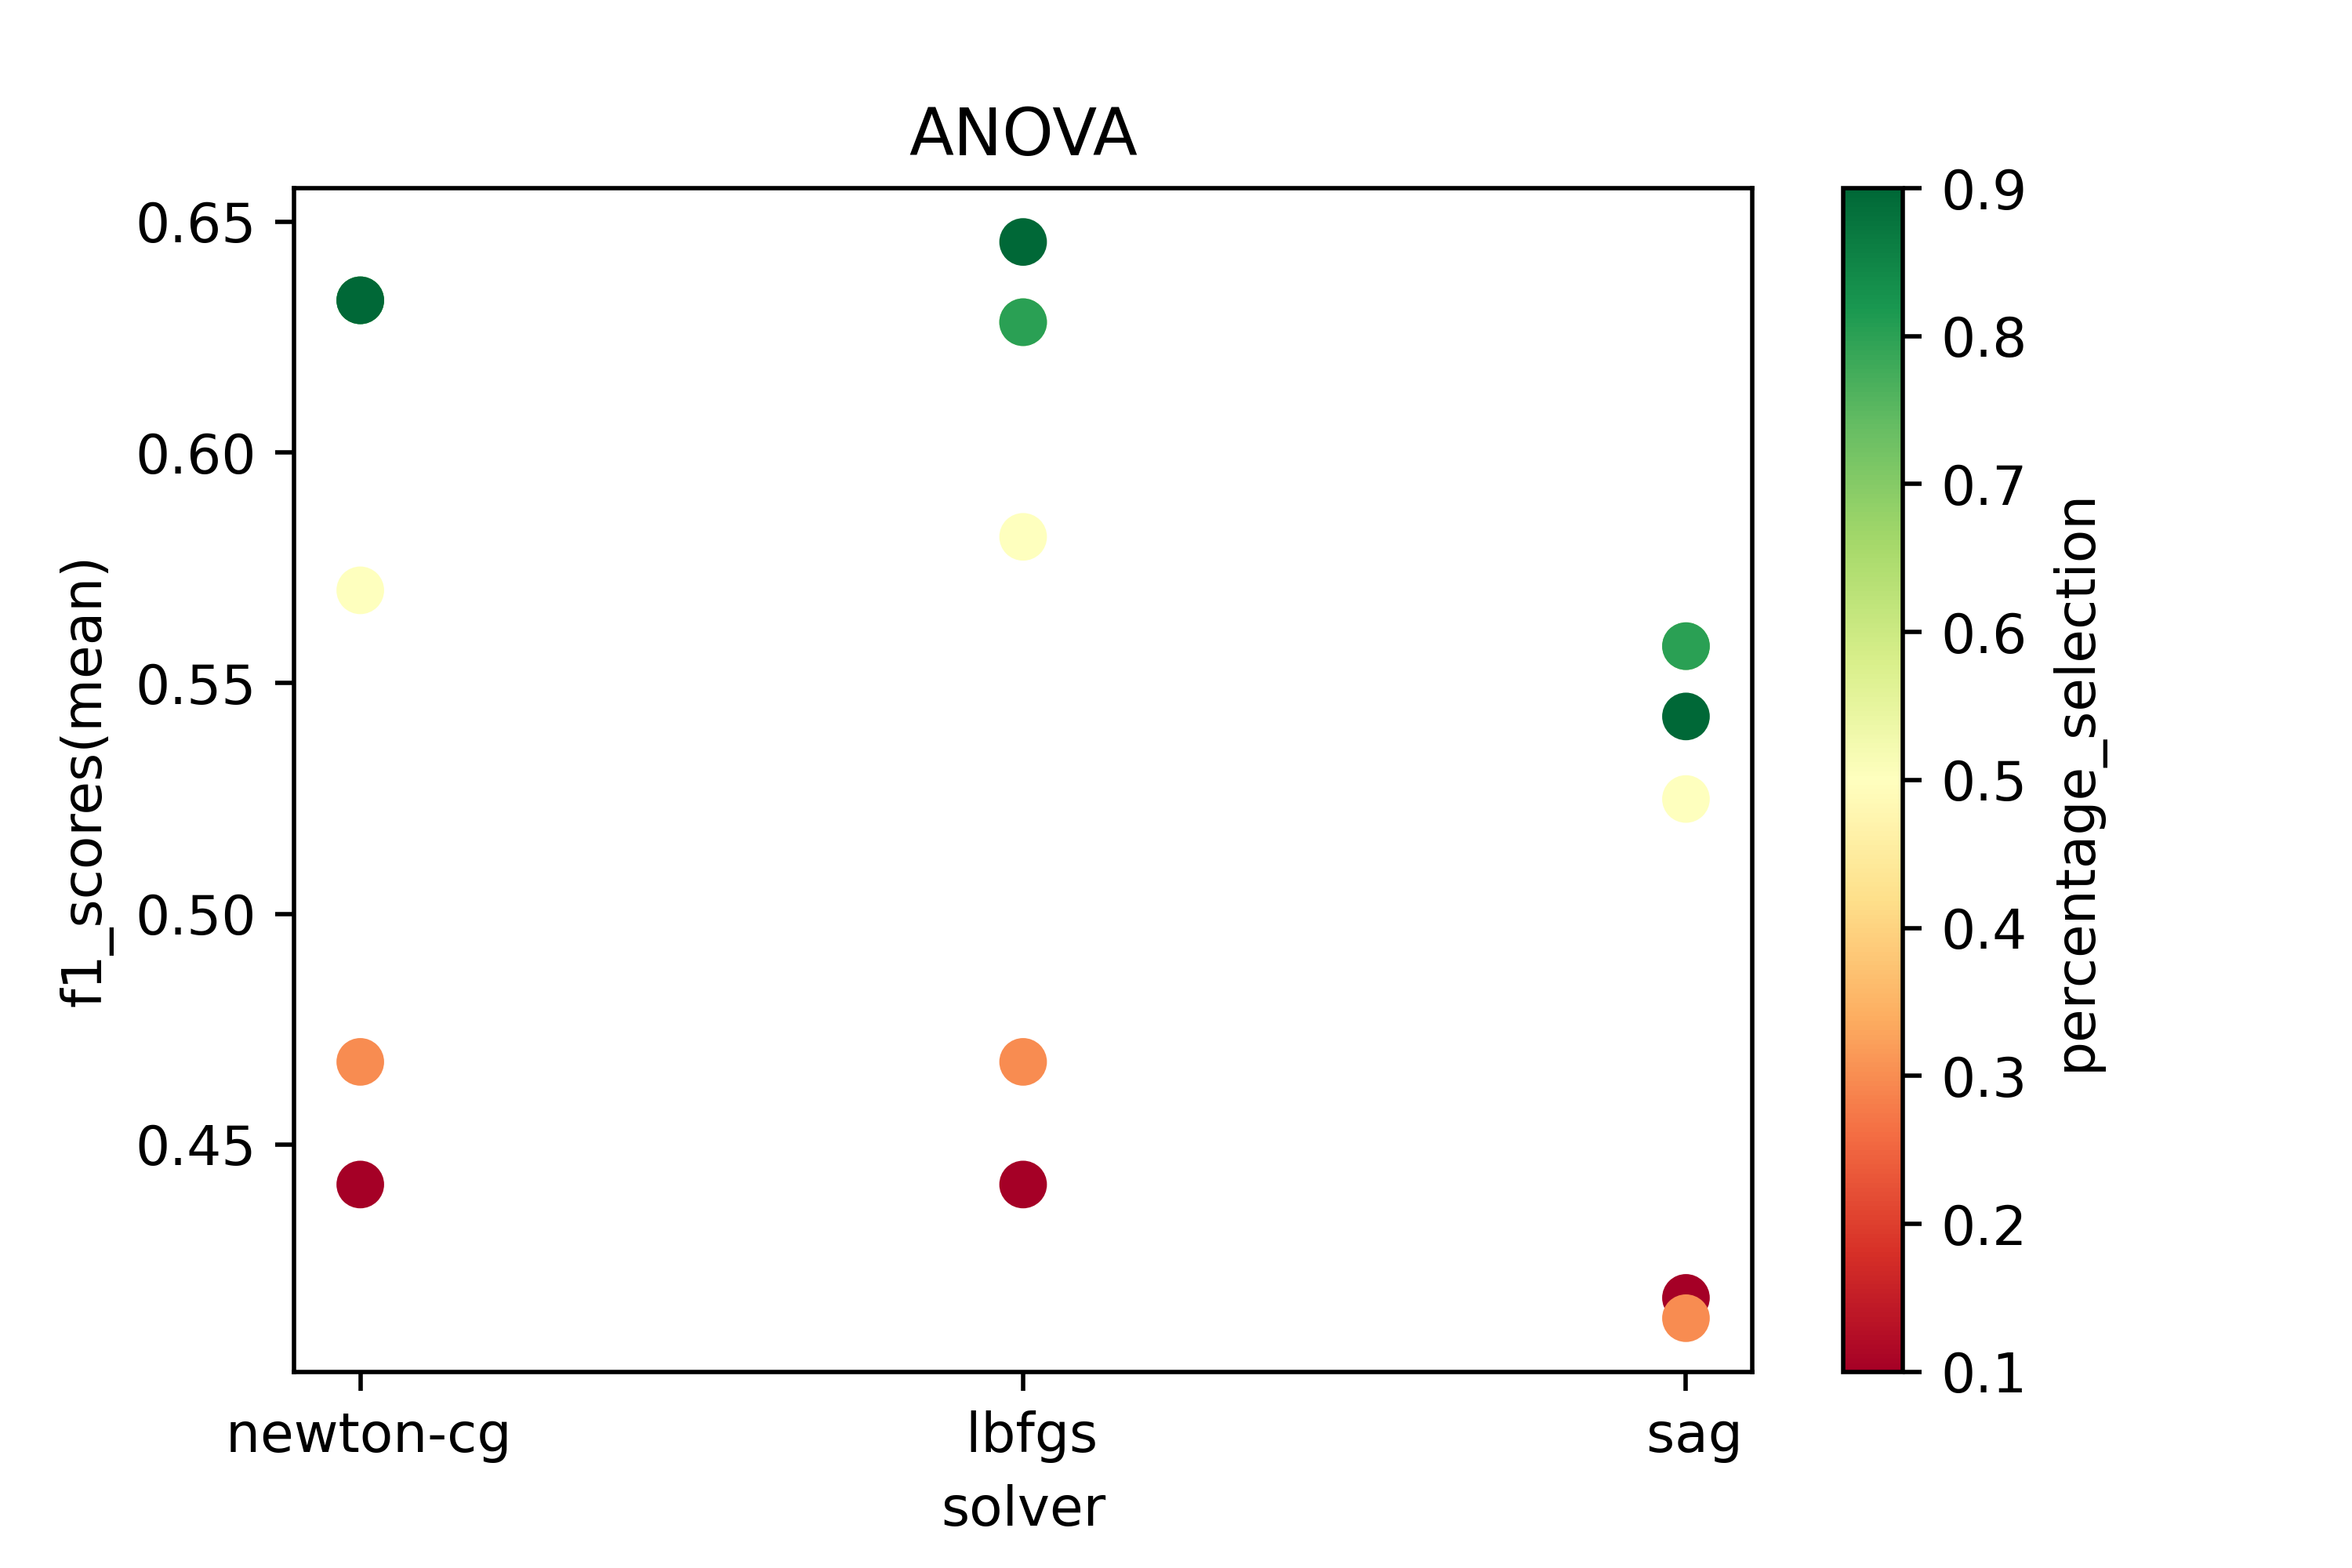 ANOVA
0.65
0.60
0.55
0.50
0.45
f1_scores(mean)
newton-cg
lbfgs
sag
solver
0.9
0.8
0.7
0.6
0.5
0.4
0.3
0.2
0.1
percentage_selection